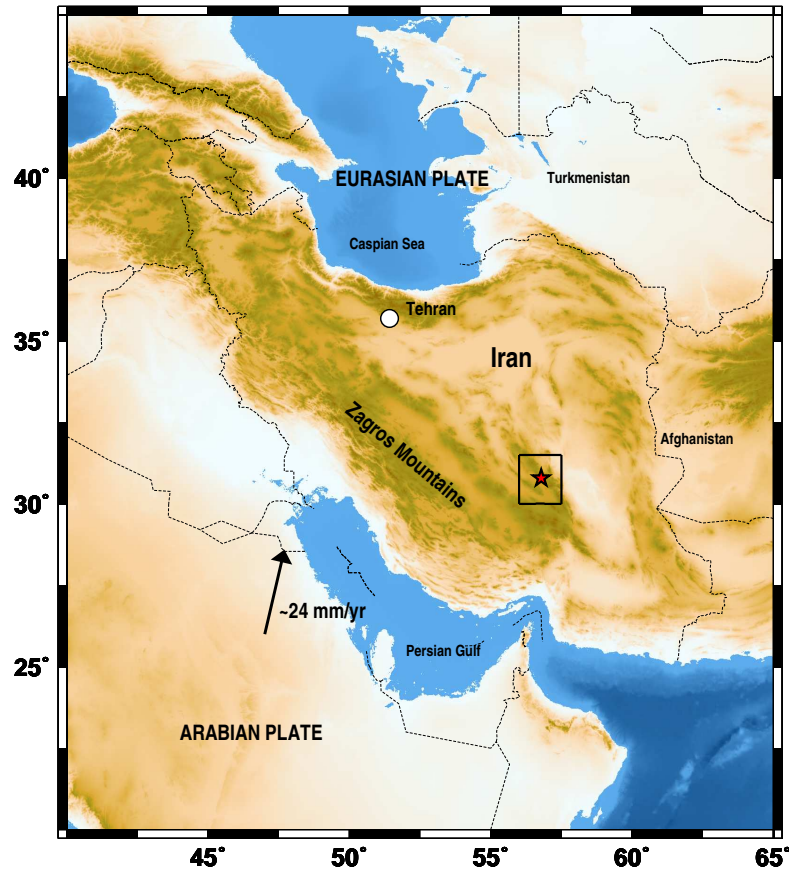 40°
35°
30°
25°
EURASIAN PLATE
Turkmenistan
Caspian Sea
Tehran
Iran
Zagros Mountains
Afghanistan
~24 mm/yr
Persian Gulf
ARABIAN PLATE
45°
50°
55°
60°
65°